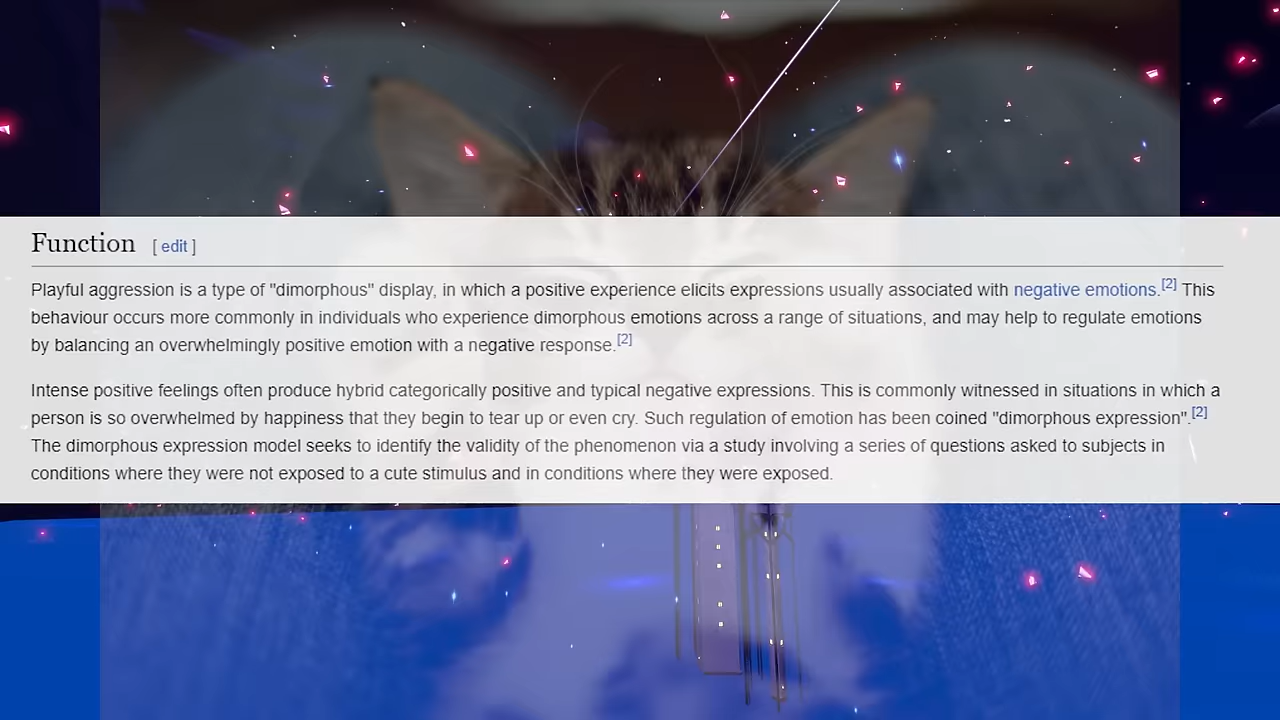 Function [ edit ]
Playful aggression is a type of "dimorphous" display, in which a positive experience elicits expressions usually associated with negative emotions.[2] This
behaviour occurs more commonly in individuals who experience dimorphous emotions across a range of situations, and may help to regulate emotions
by balancing an overwhelmingly positive emotion with a negative response.[2]
Intense positive feelings often produce hybrid categorically positive and typical negative expressions. This is commonly witnessed in situations in which a
person is so overwhelmed by happiness that they begin to tear up or even cry. Such regulation of emotion has been coined "dimorphous expression".[2]
The dimorphous expression model seeks to identify the validity of the phenomenon via a study involving a series of questions asked to subjects in
conditions where they were not exposed to a cute stimulus and in conditions where they were exposed.